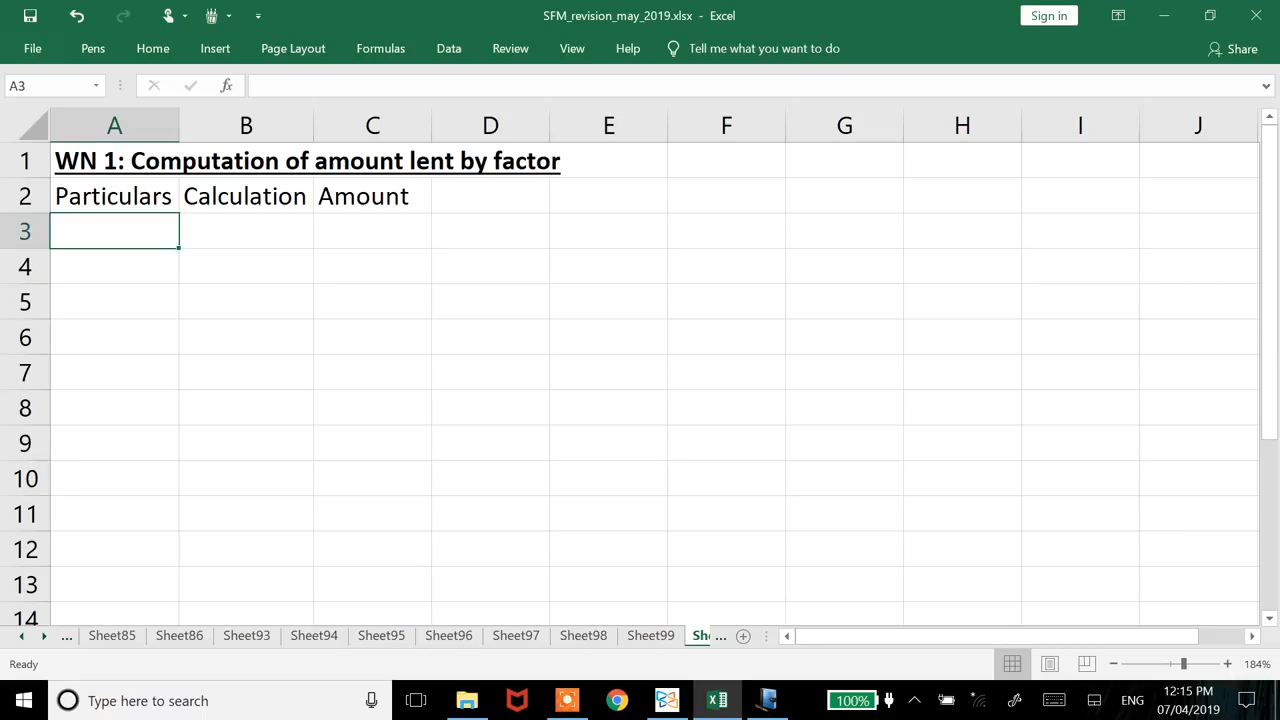 SFM_revision_may_2019.xlsx - Excel
Sign in
File Pens Home Insert Page Layout Formulas Data Review View Help Tell me what you want to do Share
A3 fx
A B C D E F G H I J
1 WN 1: Computation of amount lent by factor
2 Particulars Calculation Amount
3
4
5
6
7
8
9
10
11
12
13
14
... Sheet85 Sheet86 Sheet93 Sheet94 Sheet95 Sheet96 Sheet97 Sheet98 Sheet99 She ...
Ready 184%
Type here to search 100% ENG 12:15 PM
07/04/2019